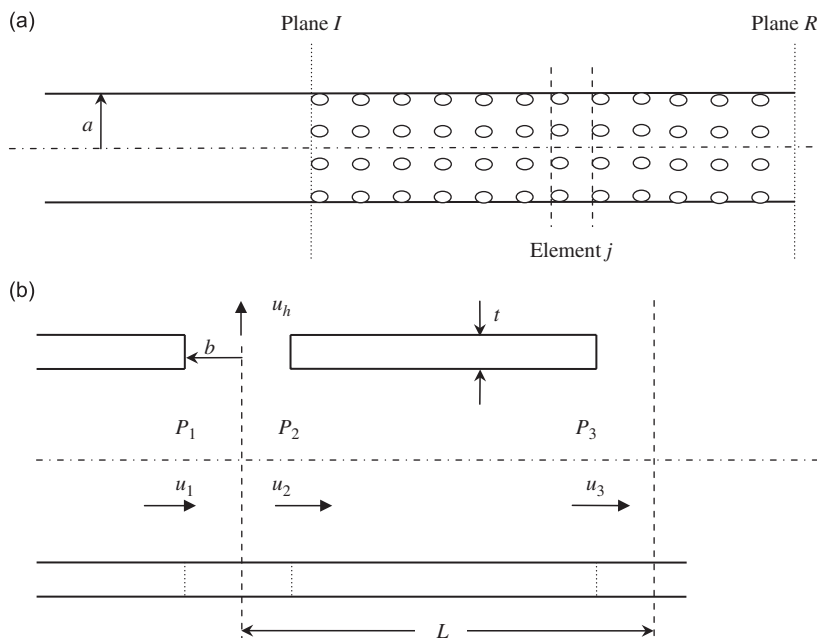 (a)
Plane I
Plane R
a
Element j
(b)
u_h
t
b
P_1
P_2
P_3
u_1
u_2
u_3
L